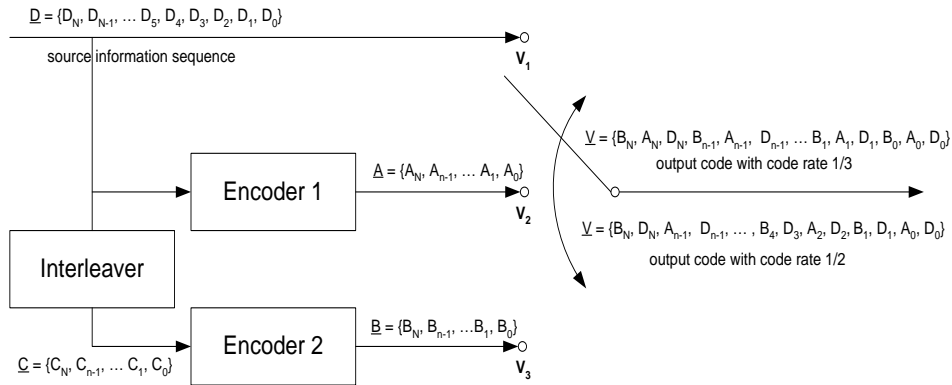 D = {D_N, D_N-1, … D_5, D_4, D_3, D_2, D_1, D_0}
source information sequence
V_1
V = {B_N, A_N, D_N, B_n-1, A_n-1, D_n-1, … B_1, A_1, D_1, B_0, A_0, D_0}
output code with code rate 1/3
Encoder 1
A = {A_N, A_n-1, … A_1, A_0}
V_2
V = {B_N, D_N, A_n-1, D_n-1, … , B_4, D_3, A_2, D_2, B_1, D_1, A_0, D_0}
output code with code rate 1/2
Interleaver
Encoder 2
B = {B_N, B_n-1, …B_1, B_0}
C = {C_N, C_n-1, … C_1, C_0}
V_3